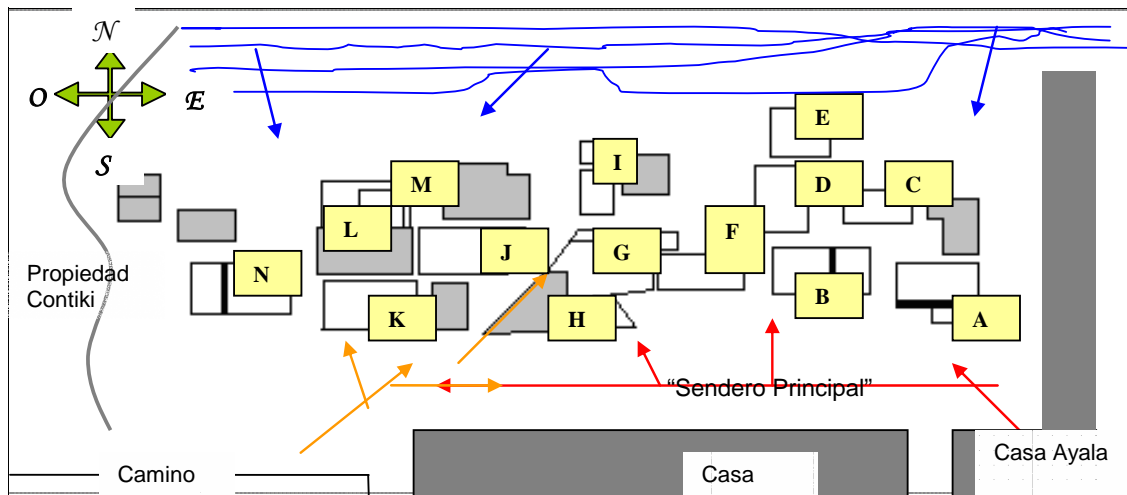 N
O
E
S
E
I
M
D
C
L
F
J
G
N
Propiedad
Contiki
B
K
H
A
“Sendero Principal”
Camino
Casa
Casa Ayala